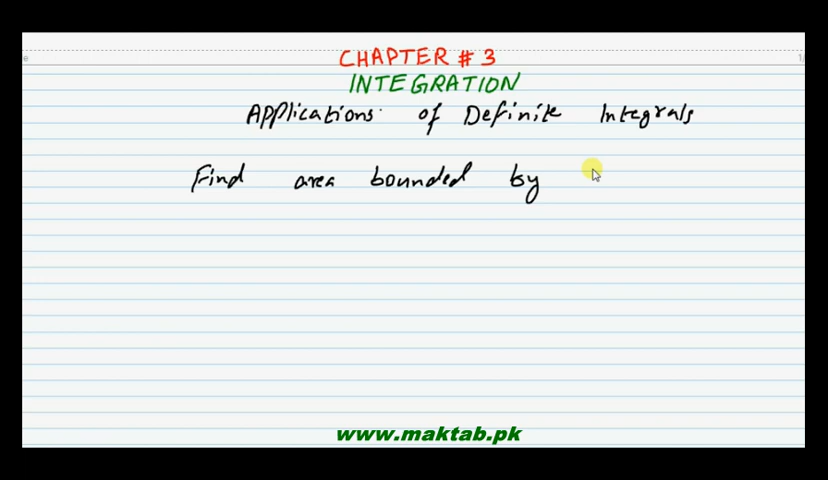 CHAPTER # 3
INTEGRATION
Applications of Definite Integrals
Find area bounded by
www.maktab.pk